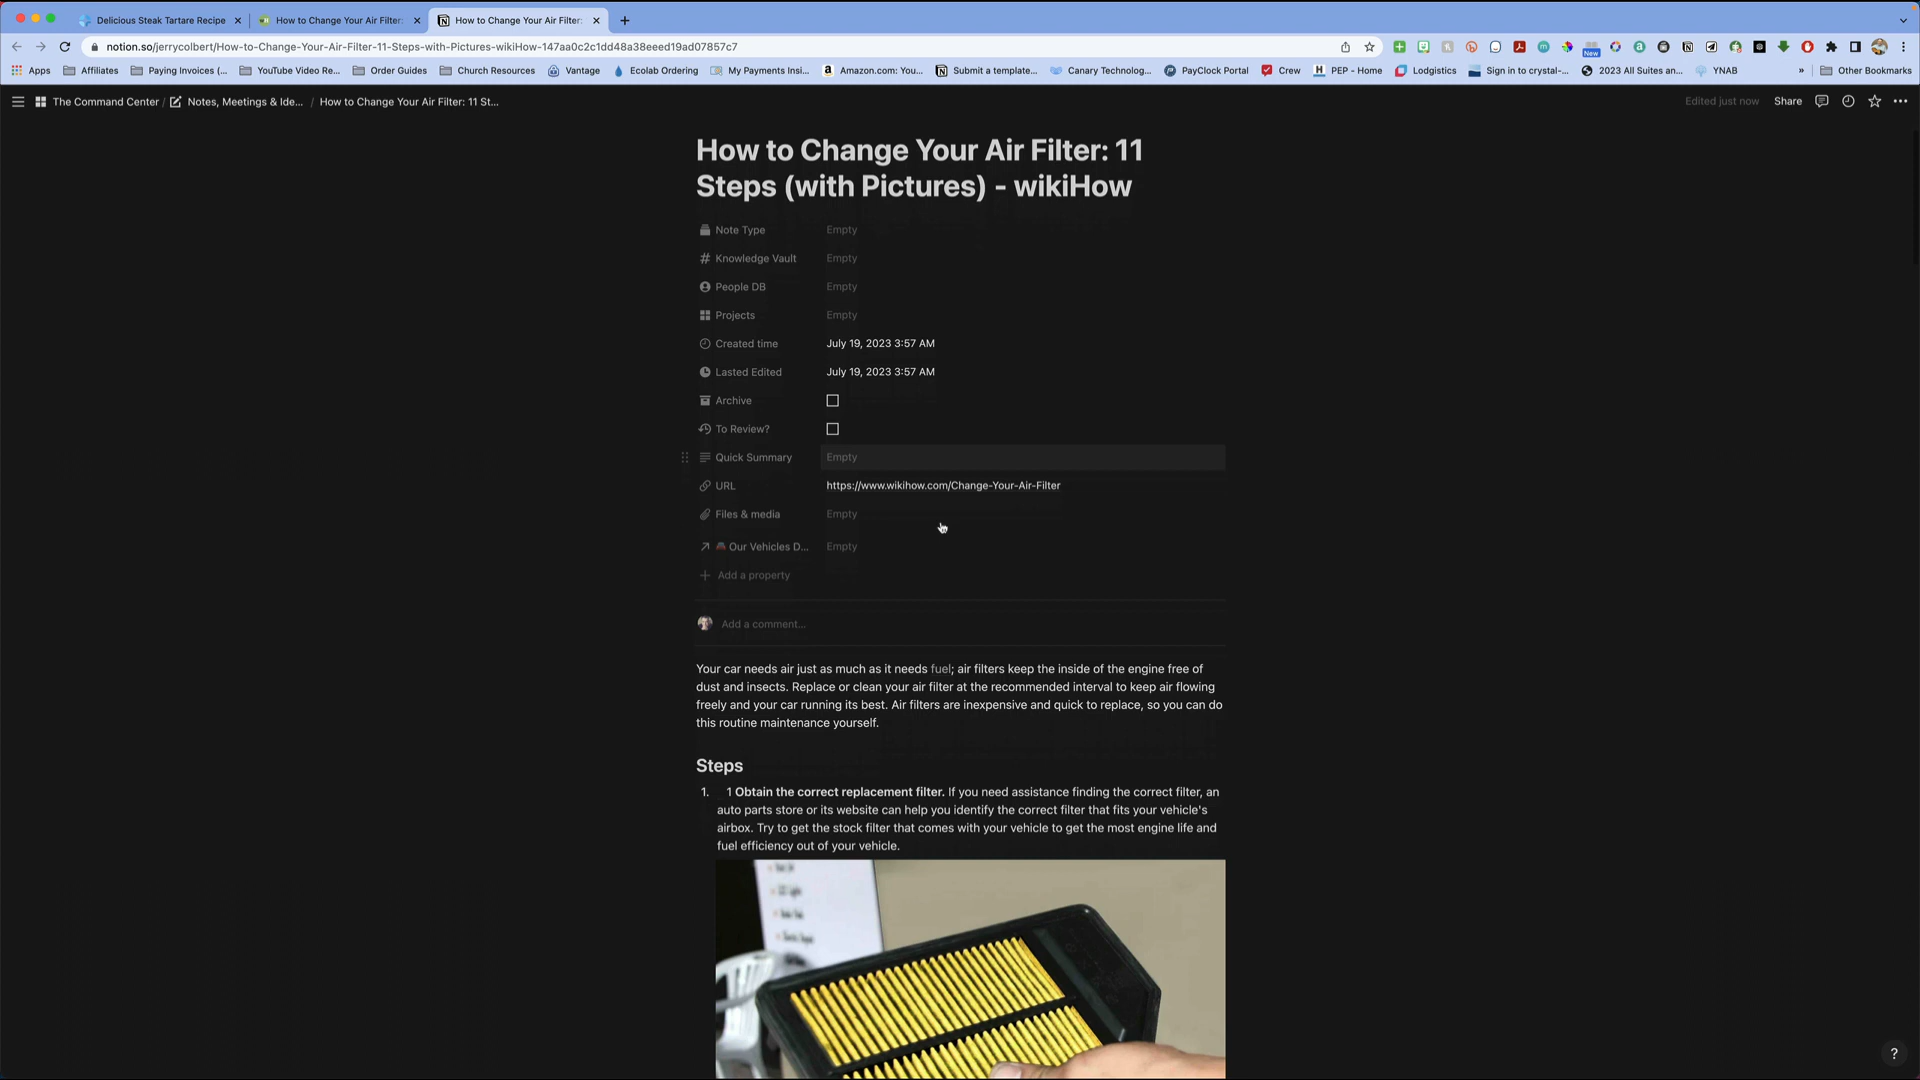 Delicious Steak Tartare Recipe
How to Change Your Air Filter:
How to Change Your Air Filter:
notion.so/jerrycolbert/How-to-Change-Your-Air-Filter-11-Steps-with-Pictures-wikiHow-147aa0c2c1dd48a38eeed19ad07857c7
New
Apps
Affiliates
Paying Invoices (...
YouTube Video Re...
Order Guides
Church Resources
Vantage
Ecolab Ordering
My Payments Insi...
Amazon.com: You...
Submit a template...
Canary Technolog...
PayClock Portal
Crew
PEP - Home
Lodgistics
Sign in to crystal-...
2023 All Suites an...
YNAB
»
Other Bookmarks
The Command Center / Notes, Meetings & Ide... / How to Change Your Air Filter: 11 St...
Edited just now
Share
How to Change Your Air Filter: 11
Steps (with Pictures) - wikiHow
Note Type Empty
Knowledge Vault Empty
People DB Empty
Projects Empty
Created time July 19, 2023 3:57 AM
Lasted Edited July 19, 2023 3:57 AM
Archive
To Review?
Quick Summary Empty
URL https://www.wikihow.com/Change-Your-Air-Filter
Files & media Empty
Our Vehicles D... Empty
+ Add a property
Add a comment...
Your car needs air just as much as it needs fuel; air filters keep the inside of the engine free of
dust and insects. Replace or clean your air filter at the recommended interval to keep air flowing
freely and your car running its best. Air filters are inexpensive and quick to replace, so you can do
this routine maintenance yourself.
Steps
1. 1 Obtain the correct replacement filter. If you need assistance finding the correct filter, an
auto parts store or its website can help you identify the correct filter that fits your vehicle's
airbox. Try to get the stock filter that comes with your vehicle to get the most engine life and
fuel efficiency out of your vehicle.
?